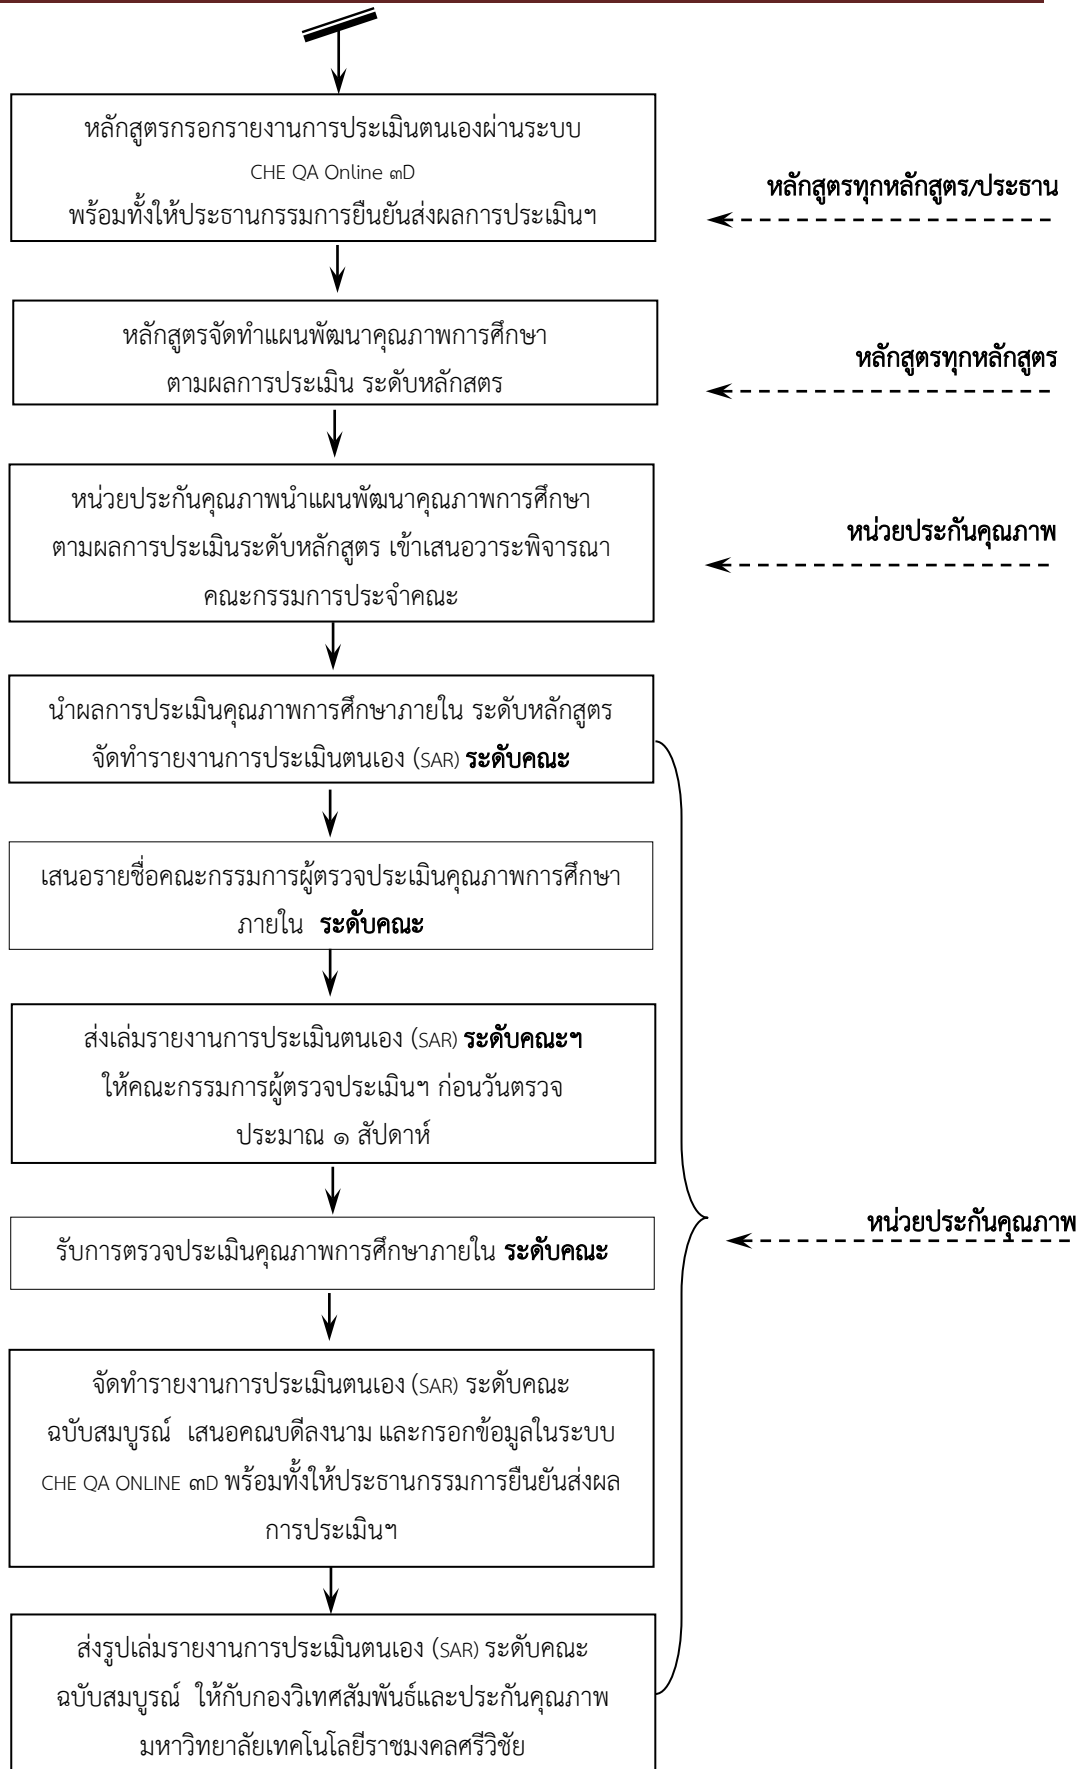 หลักสูตรกรอกรายงานการประเมินตนเองผ่านระบบ
CHE QA Online ๓D
พร้อมทั้งให้ประธานกรรมการยืนยันส่งผลการประเมินฯ
หลักสูตรทุกหลักสูตร/ประธาน
หลักสูตรจัดทำแผนพัฒนาคุณภาพการศึกษา
ตามผลการประเมิน ระดับหลักสตร
หลักสูตรทุกหลักสูตร
หน่วยประกันคุณภาพนำแผนพัฒนาคุณภาพการศึกษา
ตามผลการประเมินระดับหลักสูตร เข้าเสนอวาระพิจารณา
คณะกรรมการประจำคณะ
หน่วยประกันคุณภาพ
นำผลการประเมินคุณภาพการศึกษาภายใน ระดับหลักสูตร
จัดทำรายงานการประเมินตนเอง (SAR) ระดับคณะ
เสนอรายชื่อคณะกรรมการผู้ตรวจประเมินคุณภาพการศึกษา
ภายใน ระดับคณะ
ส่งเล่มรายงานการประเมินตนเอง (SAR) ระดับคณะฯ
ให้คณะกรรมการผู้ตรวจประเมินฯ ก่อนวันตรวจ
ประมาณ ๑ สัปดาห์
รับการตรวจประเมินคุณภาพการศึกษาภายใน ระดับคณะ
หน่วยประกันคุณภาพ
จัดทำรายงานการประเมินตนเอง (SAR) ระดับคณะ
ฉบับสมบูรณ์ เสนอคณบดีลงนาม และกรอกข้อมูลในระบบ
CHE QA ONLINE ๓D พร้อมทั้งให้ประธานกรรมการยืนยันส่งผล
การประเมินฯ
ส่งรูปเล่มรายงานการประเมินตนเอง (SAR) ระดับคณะ
ฉบับสมบูรณ์ ให้กับกองวิเทศสัมพันธ์และประกันคุณภาพ
มหาวิทยาลัยเทคโนโลยีราชมงคลศรีวิชัย